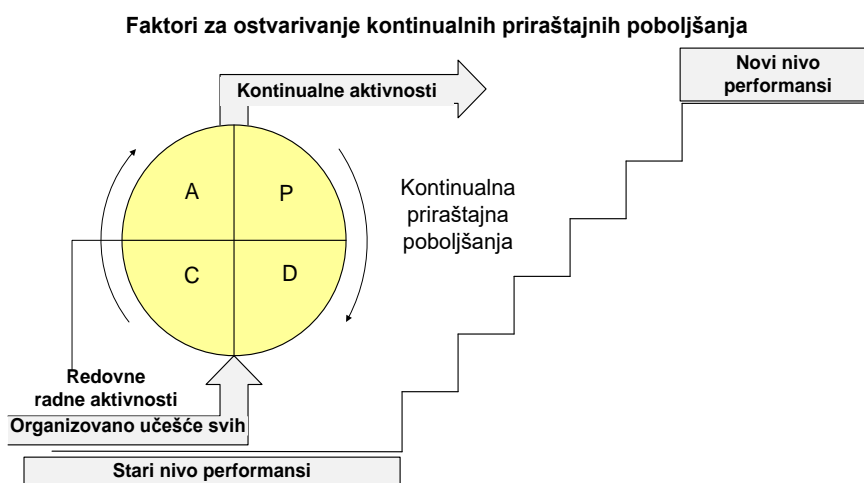 Faktori za ostvarivanje kontinualnih priraštajnih poboljšanja
Novi nivo
performansi
Kontinualne aktivnosti
A
P
Kontinualna
priraštajna
poboljšanja
C
D
Redovne
radne aktivnosti
Organizovano učešće svih
Stari nivo performansi